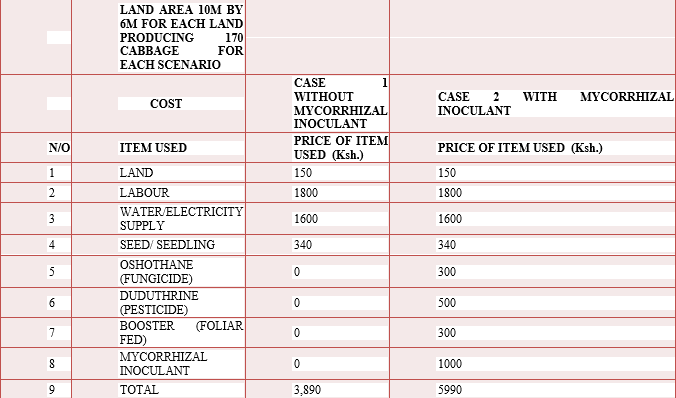 LAND AREA 10M BY
6M FOR EACH LAND
PRODUCING 170
CABBAGE FOR
EACH SCENARIO
COST
CASE 1
WITHOUT
MYCORRHIZAL
INOCULANT
CASE 2 WITH MYCORRHIZAL
INOCULANT
N/O
ITEM USED
PRICE OF ITEM
USED (Ksh.)
PRICE OF ITEM USED (Ksh.)
1 LAND 150 150
2 LABOUR 1800 1800
3 WATER/ELECTRICITY
SUPPLY 1600 1600
4 SEED/ SEEDLING 340 340
5 OSHOTHANE
(FUNGICIDE) 0 300
6 DUDUTHRINE
(PESTICIDE) 0 500
7 BOOSTER (FOLIAR
FED) 0 300
8 MYCORRHIZAL
INOCULANT 0 1000
9 TOTAL 3,890 5990